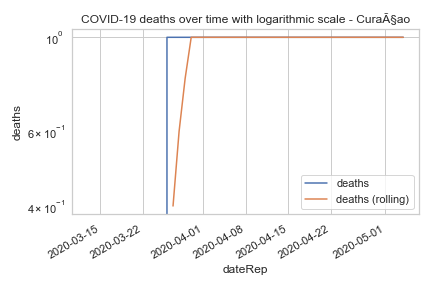 COVID-19 deaths over time with logarithmic scale - CuraÃ§ao
10⁰
6 × 10⁻¹
4 × 10⁻¹
deaths
deaths
deaths (rolling)
2020-03-15
2020-03-22
2020-04-01
2020-04-08
2020-04-15
2020-04-22
2020-05-01
dateRep